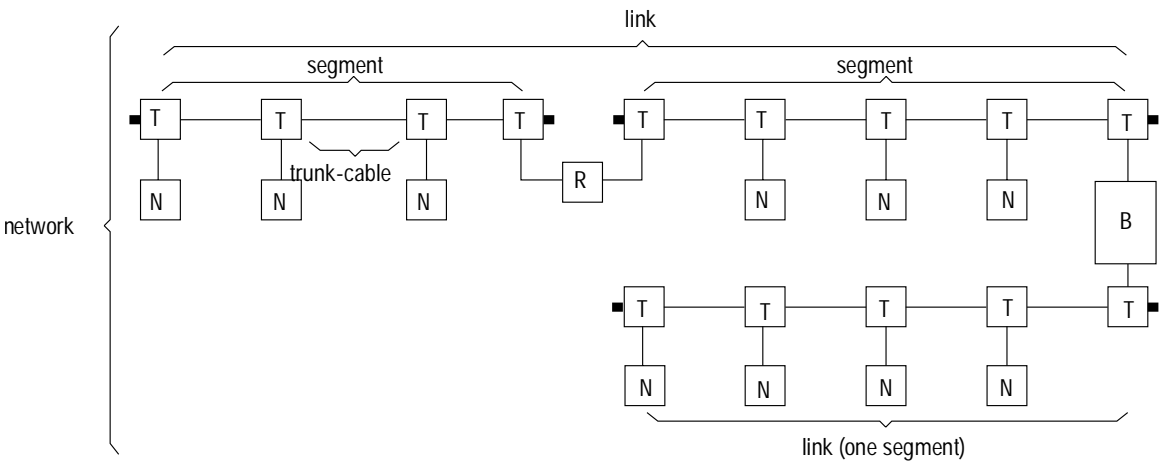 link
segment segment
T T T T T T T T T
trunk-cable
R
N N N N N N
B
network
T T T T T
N N N N
link (one segment)